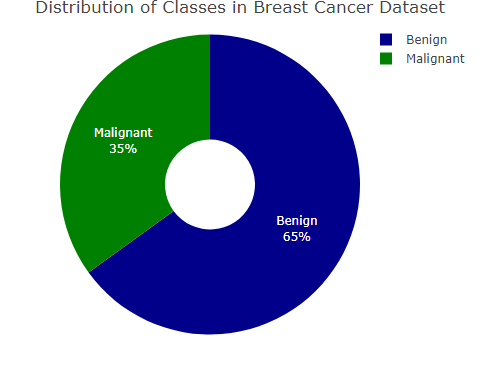 Distribution of Classes in Breast Cancer Dataset
Benign
Malignant
Malignant
35%
Benign
65%